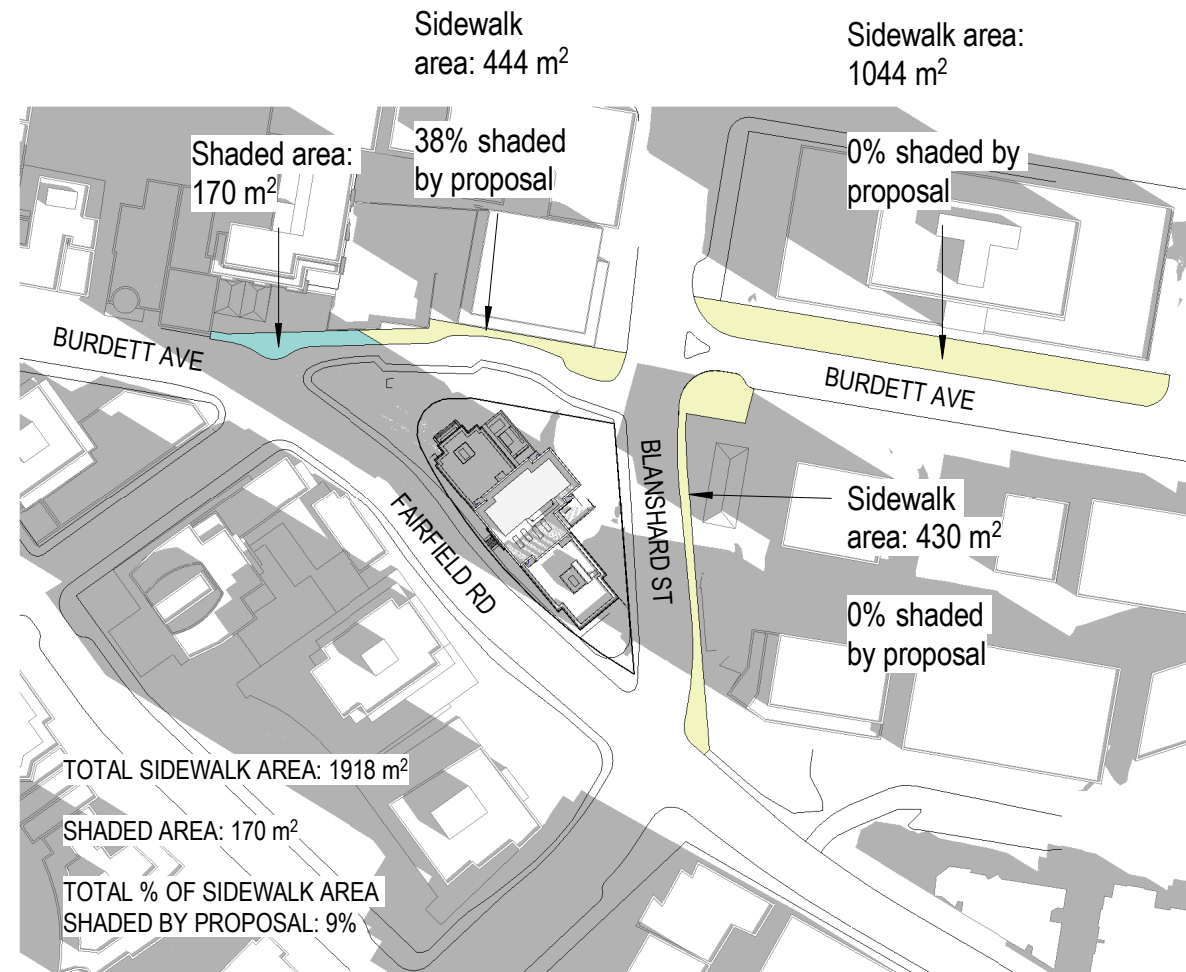 Sidewalk
area: 444 m²
Sidewalk area:
1044 m²
Shaded area:
170 m²
38% shaded
by proposal
0% shaded by
proposal
BURDETT AVE
BURDETT AVE
BLANSHARD ST
FAIRFIELD RD
Sidewalk
area: 430 m²
0% shaded
by proposal
TOTAL SIDEWALK AREA: 1918 m²
SHADED AREA: 170 m²
TOTAL % OF SIDEWALK AREA
SHADED BY PROPOSAL: 9%